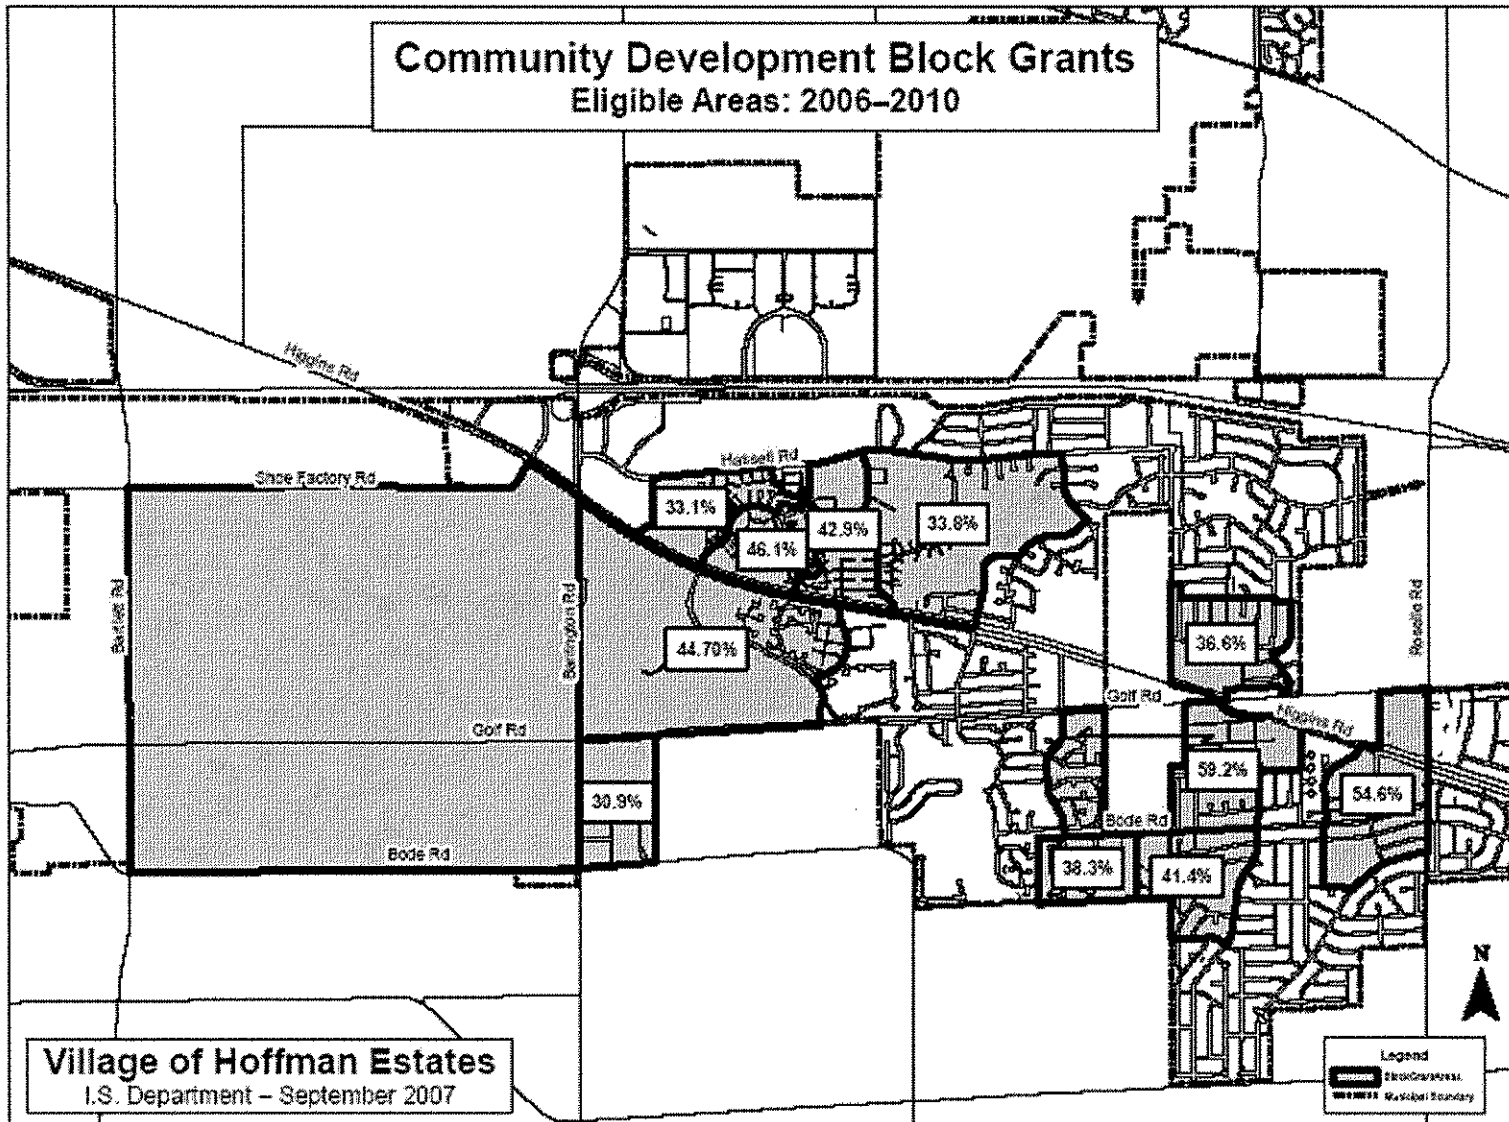 Community Development Block Grants
Eligible Areas: 2006–2010
Higgins Rd
Hassell Rd
Shoe Factory Rd
33.1%
42.9%
33.8%
46.1%
Bartlett Rd
Barrington Rd
Roselle Rd
36.6%
44.70%
Golf Rd
Higgins Rd
Golf Rd
59.2%
30.9%
54.6%
Bode Rd
Bode Rd
38.3%
41.4%
N
Village of Hoffman Estates
I.S. Department – September 2007
Legend
Municipal Boundary